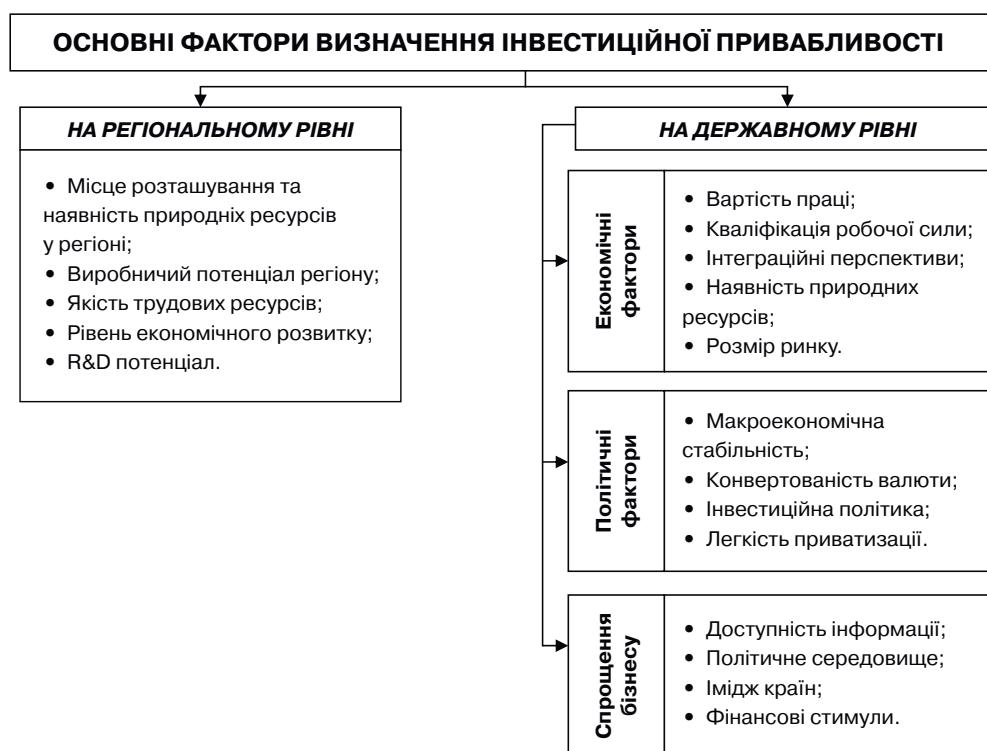 ОСНОВНІ ФАКТОРИ ВИЗНАЧЕННЯ ІНВЕСТИЦІЙНОЇ ПРИВАБЛИВОСТІ
НА РЕГІОНАЛЬНОМУ РІВНІ
• Місце розташування та
наявність природніх ресурсів
у регіоні;
• Виробничий потенціал регіону;
• Якість трудових ресурсів;
• Рівень економічного розвитку;
• R&D потенціал.
НА ДЕРЖАВНОМУ РІВНІ
Економічні
фактори
• Вартість праці;
• Кваліфікація робочої сили;
• Інтеграційні перспективи;
• Наявність природних
ресурсів;
• Розмір ринку.
Політичні
фактори
• Макроекономічна
стабільність;
• Конвертованість валюти;
• Інвестиційна політика;
• Легкість приватизації.
Спрощення
бізнесу
• Доступність інформації;
• Політичне середовище;
• Імідж країн;
• Фінансові стимули.